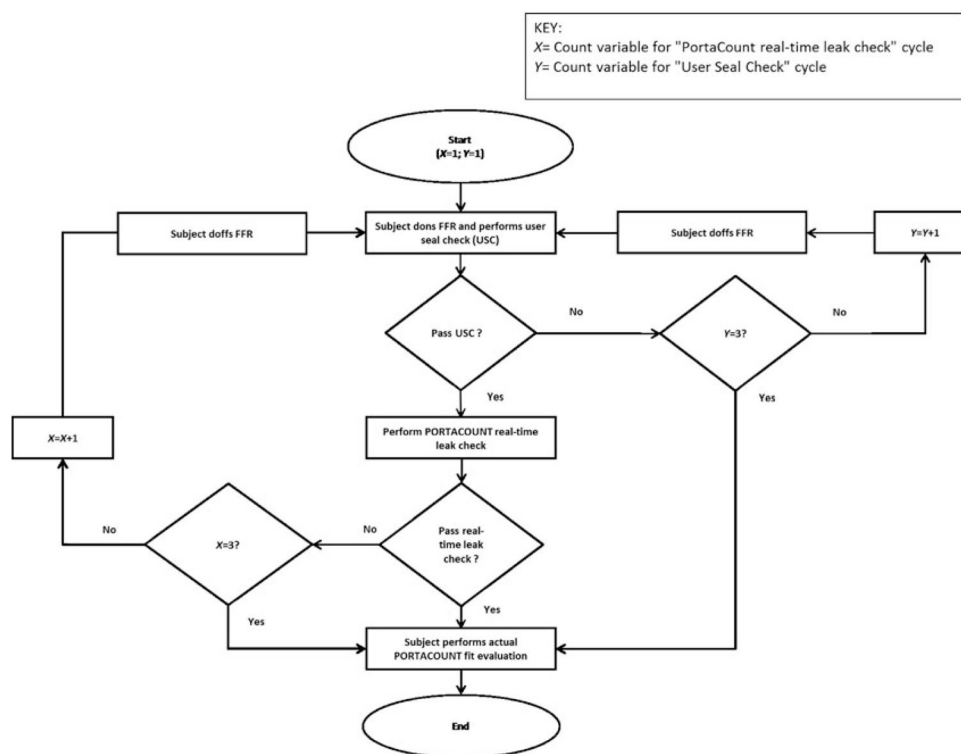 KEY:
X= Count variable for "PortaCount real-time leak check" cycle
Y= Count variable for "User Seal Check" cycle
Start
(X=1; Y=1)
Subject doffs FFR
Subject dons FFR and performs user
seal check (USC)
Subject doffs FFR
Y=Y+1
Pass USC ?
No
Y=3?
No
Yes
Yes
X=X+1
Perform PORTACOUNT real-time
leak check
No
X=3?
No
Pass real-
time leak
check ?
Yes
Yes
Subject performs actual
PORTACOUNT fit evaluation
End